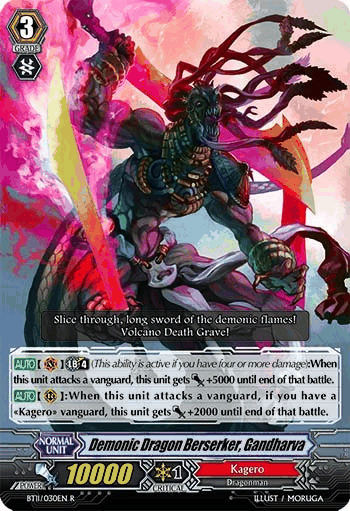 3
GRADE
Slice through, long sword of the demonic flames!
Volcano Death Grave!
AUTO [ ] LB 4 (This ability is active if you have four or more damage):When
this unit attacks a vanguard, this unit gets +5000 until end of that battle.
AUTO [ ]:When this unit attacks a vanguard, if you have a
«Kagero» vanguard, this unit gets +2000 until end of that battle.
NORMAL
UNIT
Demonic Dragon Berserker, Gandharva
POWER 10000
1
CRITICAL
Kagero
Dragonman
BT11/030EN R
ILLUST / MORUGA